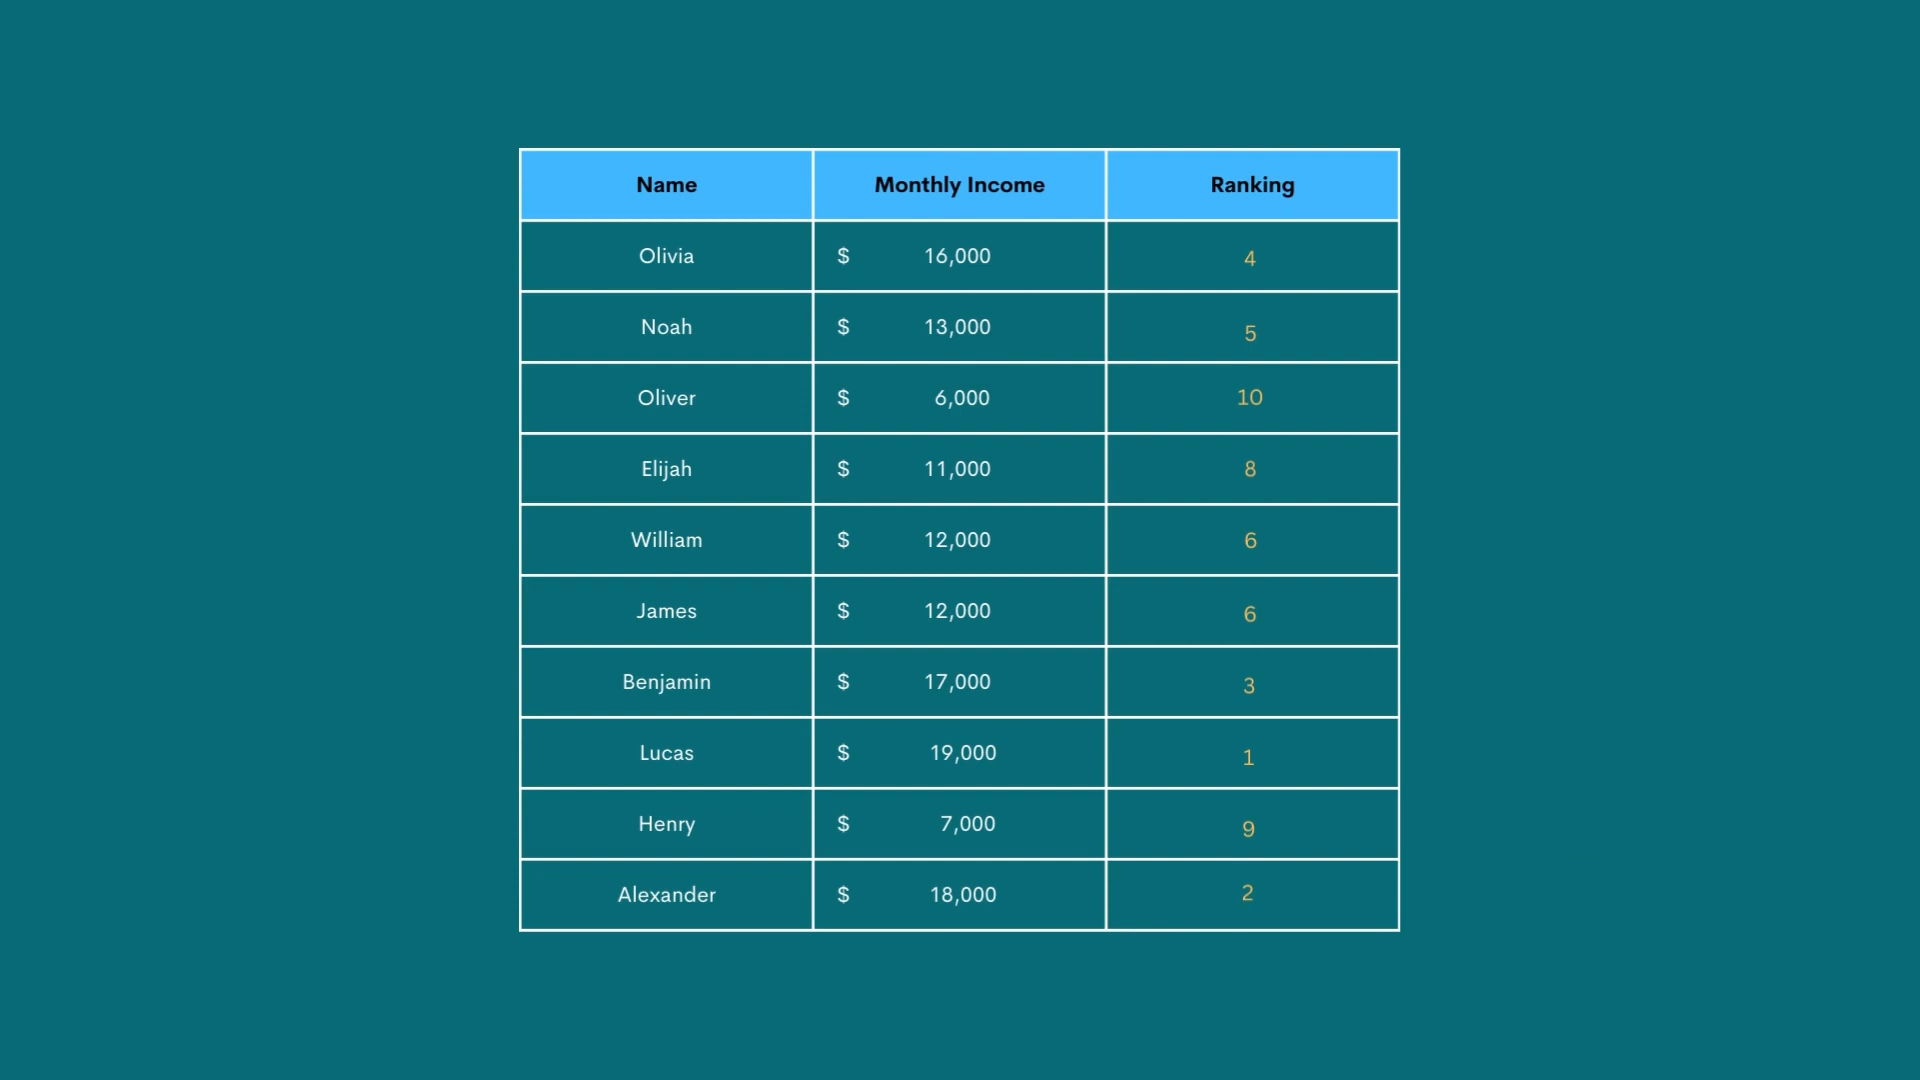 Name Monthly Income Ranking
Olivia $ 16,000 4
Noah $ 13,000 5
Oliver $ 6,000 10
Elijah $ 11,000 8
William $ 12,000 6
James $ 12,000 6
Benjamin $ 17,000 3
Lucas $ 19,000 1
Henry $ 7,000 9
Alexander $ 18,000 2